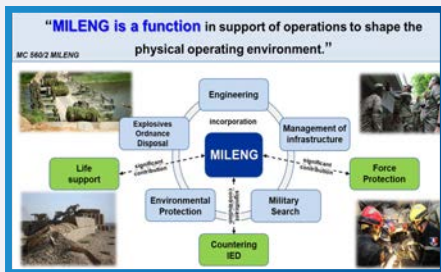 “MILENG is a function in support of operations to shape the
physical operating environment.”
MC 560/2 MILENG
Engineering
incorporation
Explosives
Ordnance
Disposal
Management of
infrastructure
MILENG
Life
support
significant
contribution
significant
contribution
Force
Protection
Environmental
Protection
significant
contribution
Military
Search
Countering
IED